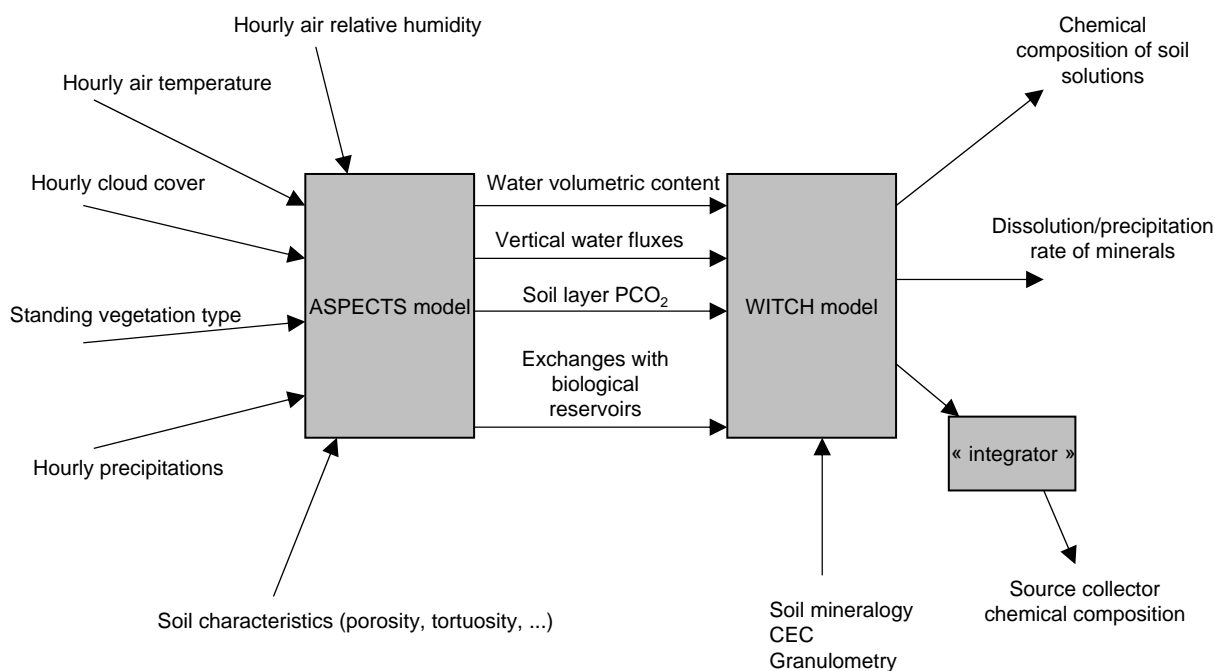 Hourly air relative humidity
Hourly air temperature
Hourly cloud cover
Standing vegetation type
Hourly precipitations
Soil characteristics (porosity, tortuosity, ...)
ASPECTS model
Water volumetric content
Vertical water fluxes
Soil layer PCO₂
Exchanges with
biological
reservoirs
WITCH model
Soil mineralogy
CEC
Granulometry
Chemical
composition of soil
solutions
Dissolution/precipitation
rate of minerals
« integrator »
Source collector
chemical composition